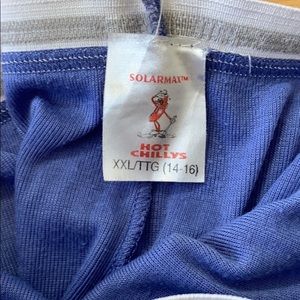 SOLARMAX™
HOT
CHILLYS
XXL/TTG (14-16)